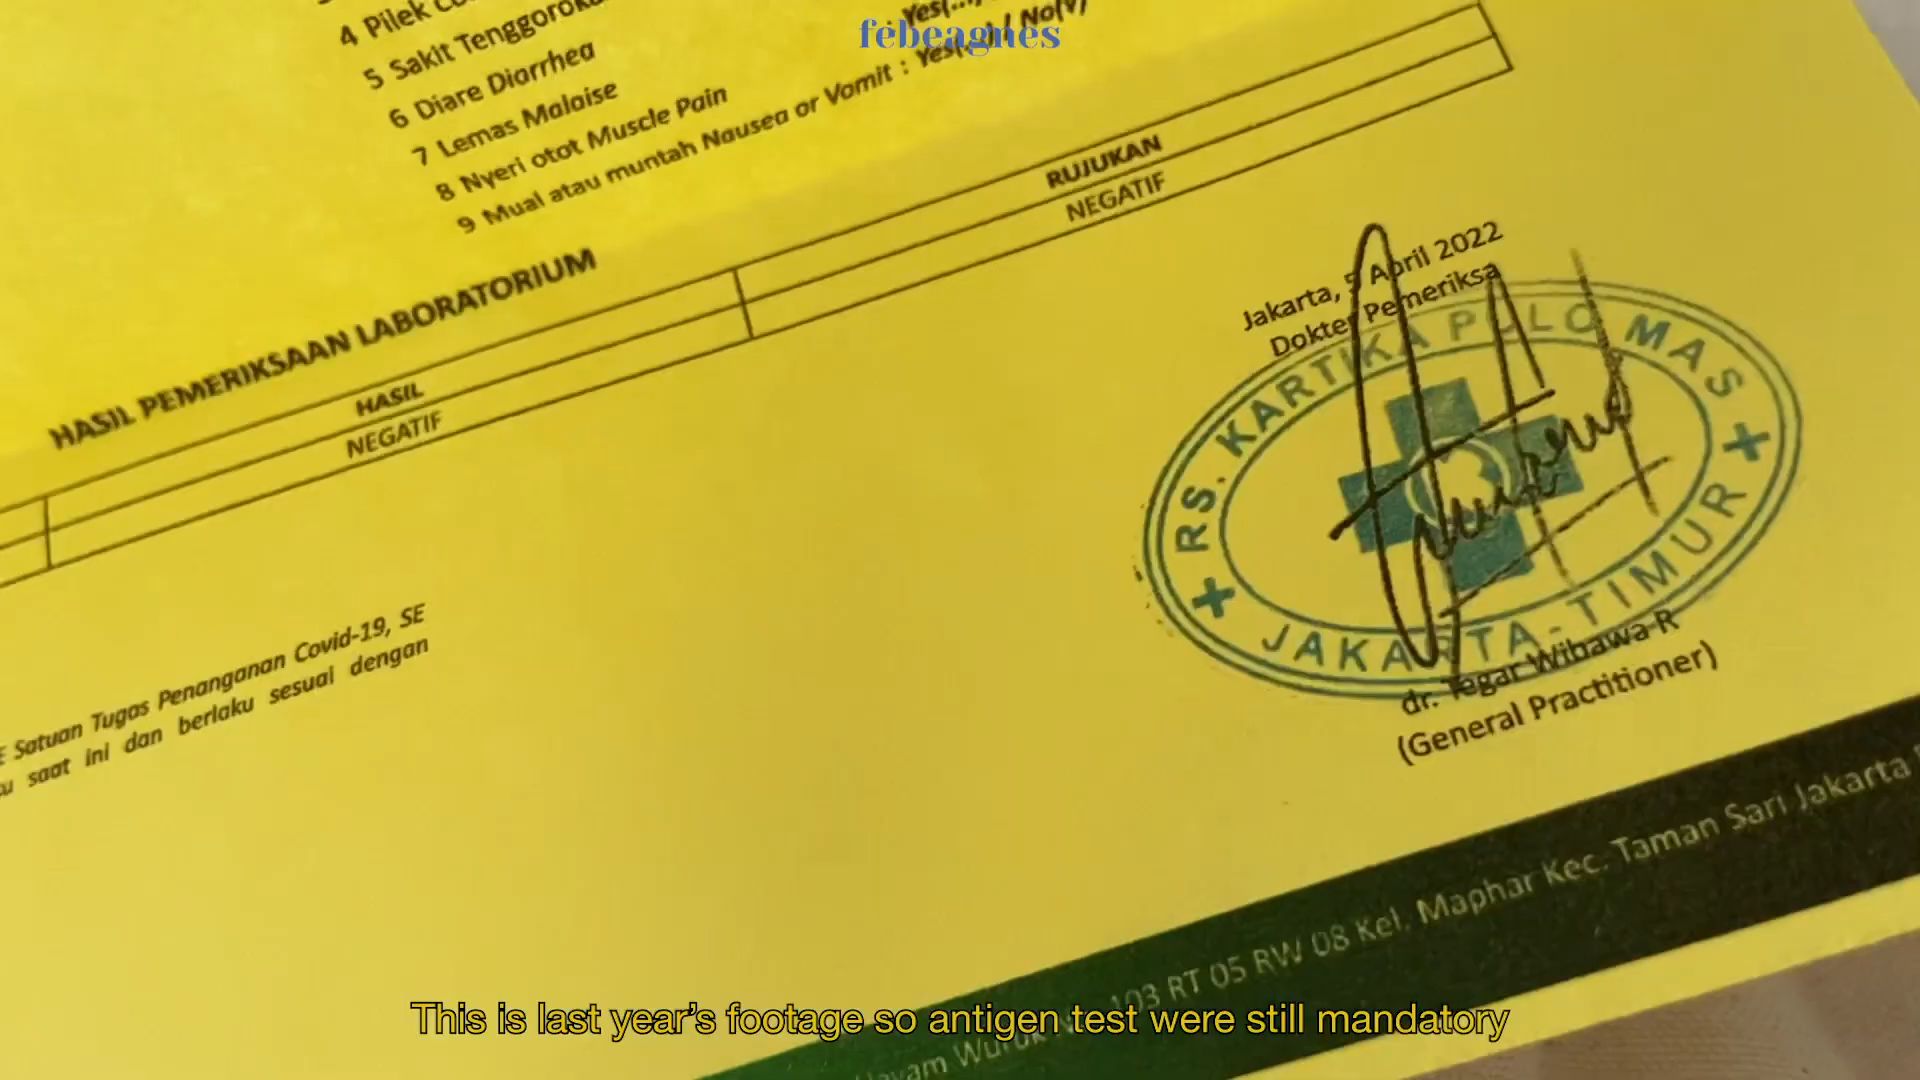 febeagnes
4 Pilek
5 Sakit
6 Diare Diarrhea
7 Lemas Malaise
8 Nyeri otot Muscle Pain
9 Mual atau muntah Nausea or Vomit : Yes(...) / No(v)
HASIL PEMERIKSAAN LABORATORIUM
HASIL
RUJUKAN
NEGATIF
NEGATIF
Jakarta, 5 April 2022
Dokter Pemeriksa
RS. KARTIKA PULO MAS
JAKARTA-TIMUR
dr. Tegar Wibawa R
(General Practitioner)
Satuan Tugas Penanganan Covid-19, SE
saat ini dan berlaku sesuai dengan
103 RT 05 RW 08 Kel. Maphar Kec. Taman Sari Jakarta
This is last year's footage so antigen test were still mandatory